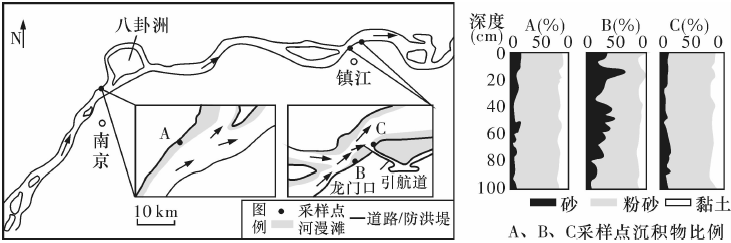 N
八卦洲
镇江
南京
A
B
C
龙门口
引航道
10 km
图例
采样点
道路/防洪堤
河漫滩
深度
(cm)
A(%)
B(%)
C(%)
0 50 0 50 0 50
0
20
40
60
80
100
砂
粉砂
黏土
A、B、C采样点沉积物比例